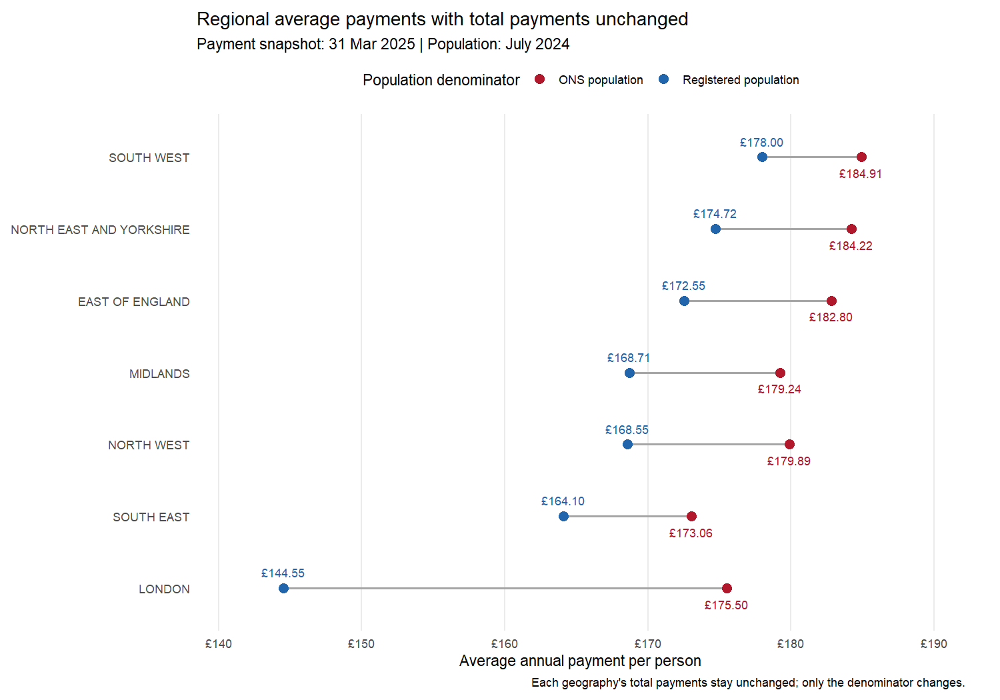 Regional average payments with total payments unchanged
Payment snapshot: 31 Mar 2025 | Population: July 2024
Population denominator ONS population Registered population
£178.00
SOUTH WEST
£184.91
£174.72
NORTH EAST AND YORKSHIRE
£184.22
£172.55
EAST OF ENGLAND
£182.80
£168.71
MIDLANDS
£179.24
£168.55
NORTH WEST
£179.89
£164.10
SOUTH EAST
£173.06
£144.55
LONDON
£175.50
£140 £150 £160 £170 £180 £190
Average annual payment per person
Each geography's total payments stay unchanged; only the denominator changes.